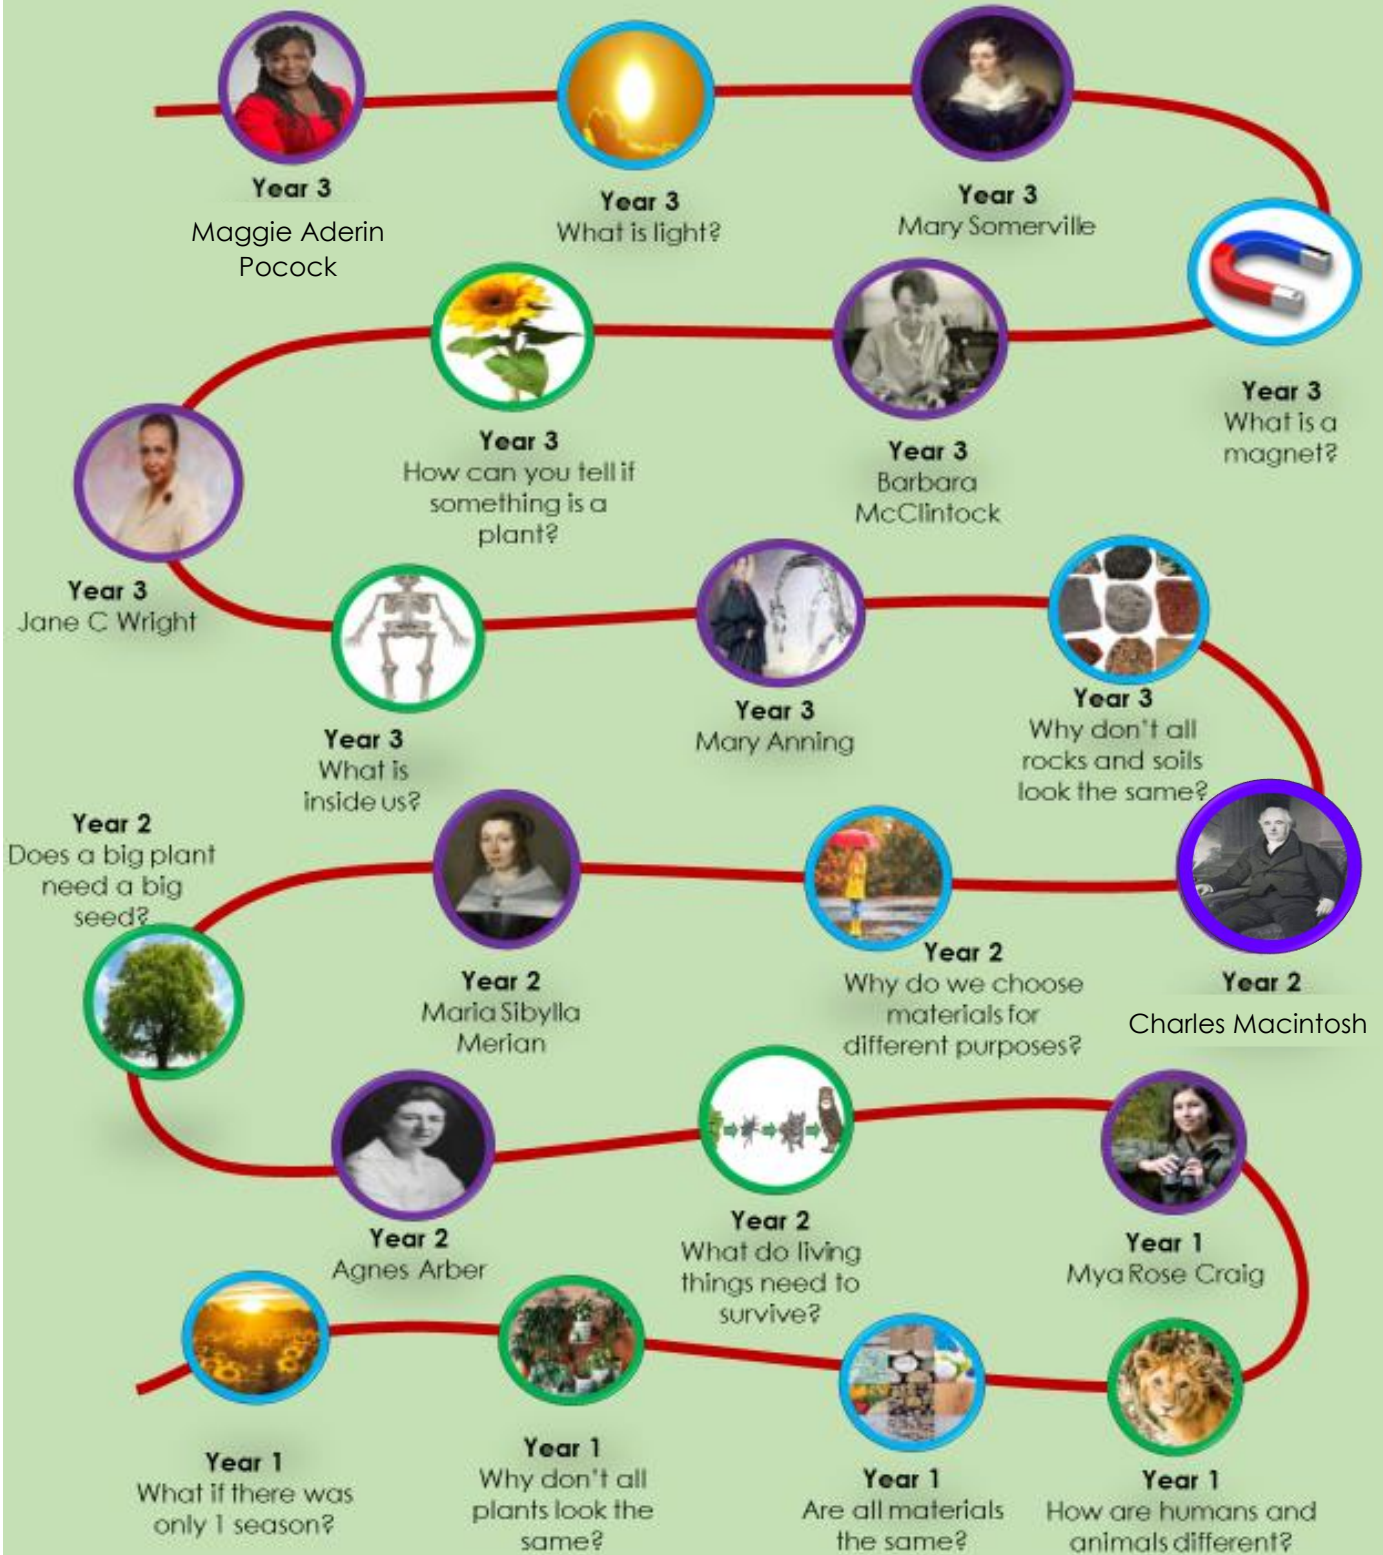 Year 3
Maggie Aderin
Pocock
Year 3
What is light?
Year 3
Mary Somerville
Year 3
What is a
magnet?
Year 3
Barbara
McClintock
Year 3
How can you tell if
something is a
plant?
Year 3
Jane C Wright
Year 3
What is
inside us?
Year 3
Mary Anning
Year 3
Why don't all
rocks and soils
look the same?
Year 2
Charles Macintosh
Year 2
Why do we choose
materials for
different purposes?
Year 2
Maria Sibylla
Merian
Year 2
Does a big plant
need a big
seed?
Year 2
Agnes Arber
Year 2
What do living
things need to
survive?
Year 1
Mya Rose Craig
Year 1
How are humans and
animals different?
Year 1
Are all materials
the same?
Year 1
Why don't all
plants look the
same?
Year 1
What if there was
only 1 season?